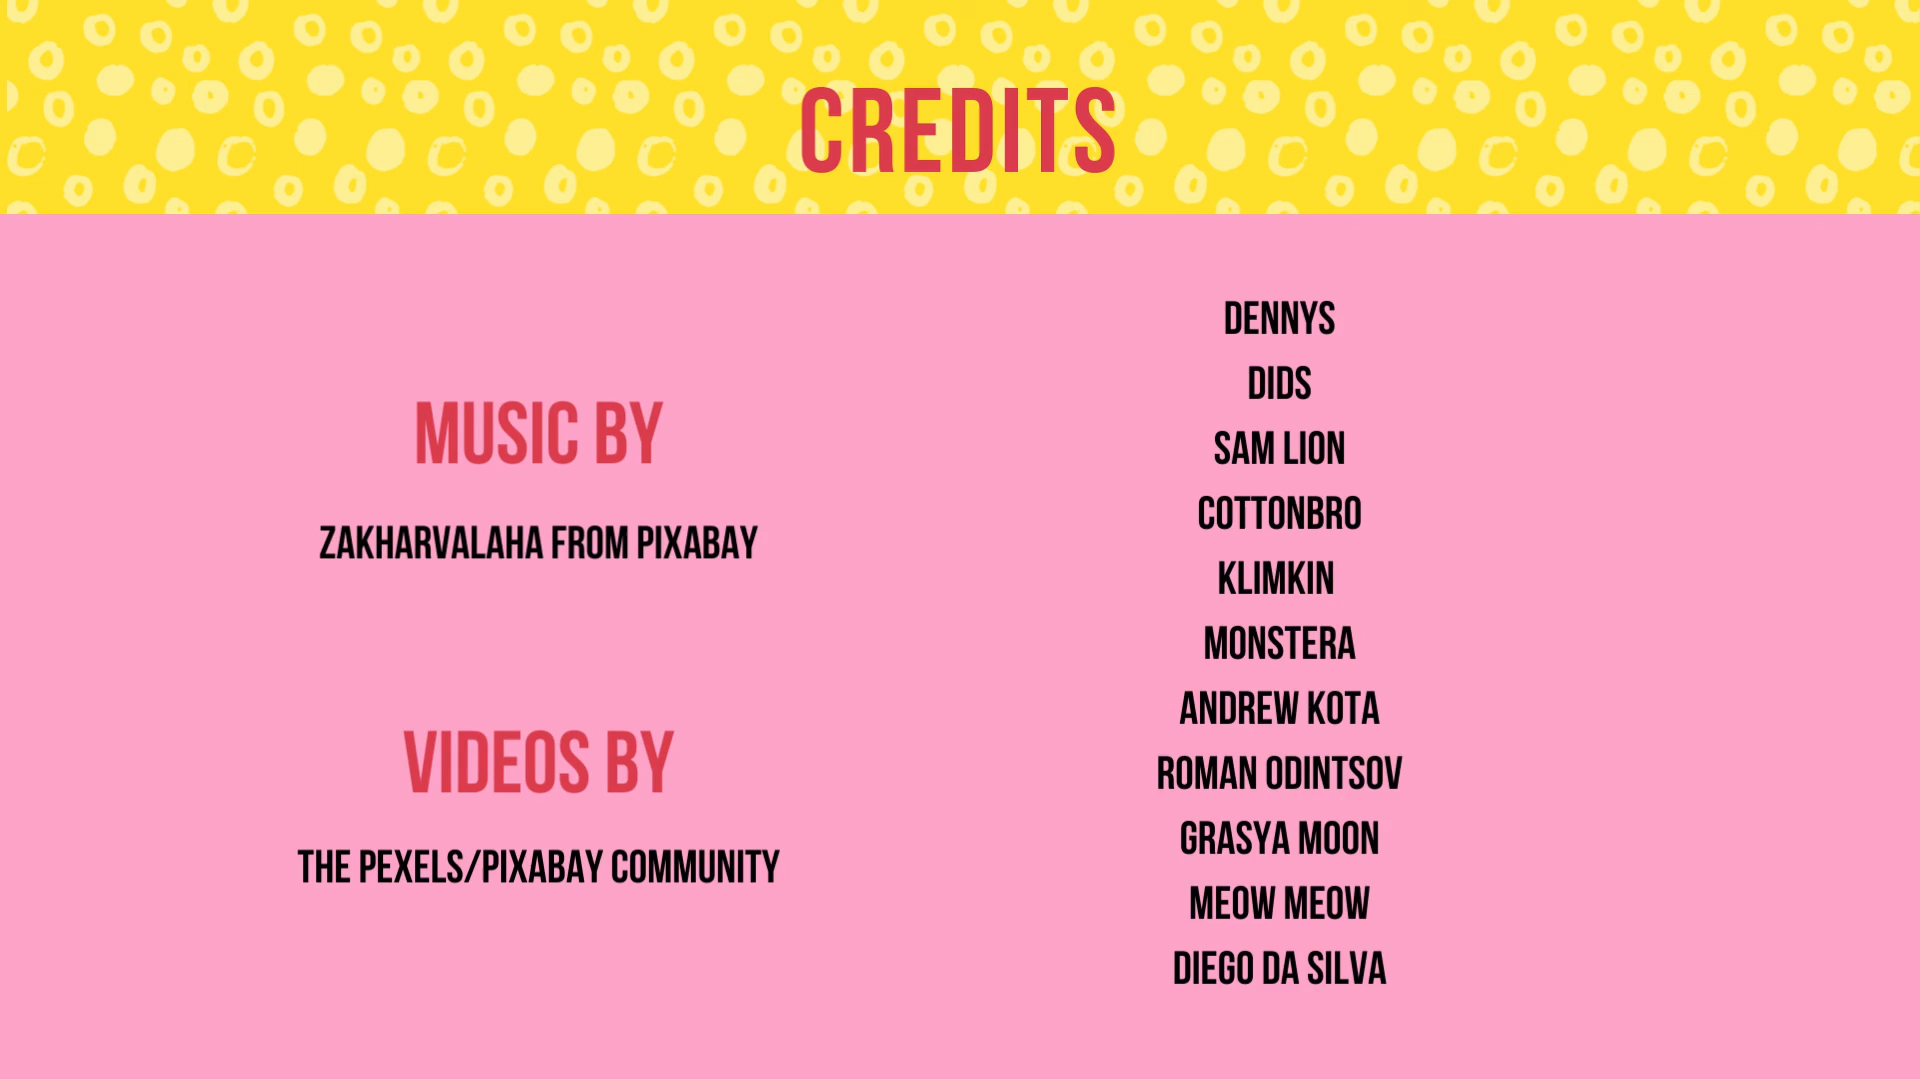 CREDITS
MUSIC BY
ZAKHARVALAHA FROM PIXABAY
VIDEOS BY
THE PEXELS/PIXABAY COMMUNITY
DENNYS
DIDS
SAM LION
COTTONBRO
KLIMKIN
MONSTERA
ANDREW KOTA
ROMAN ODINTSOV
GRASYA MOON
MEOW MEOW
DIEGO DA SILVA